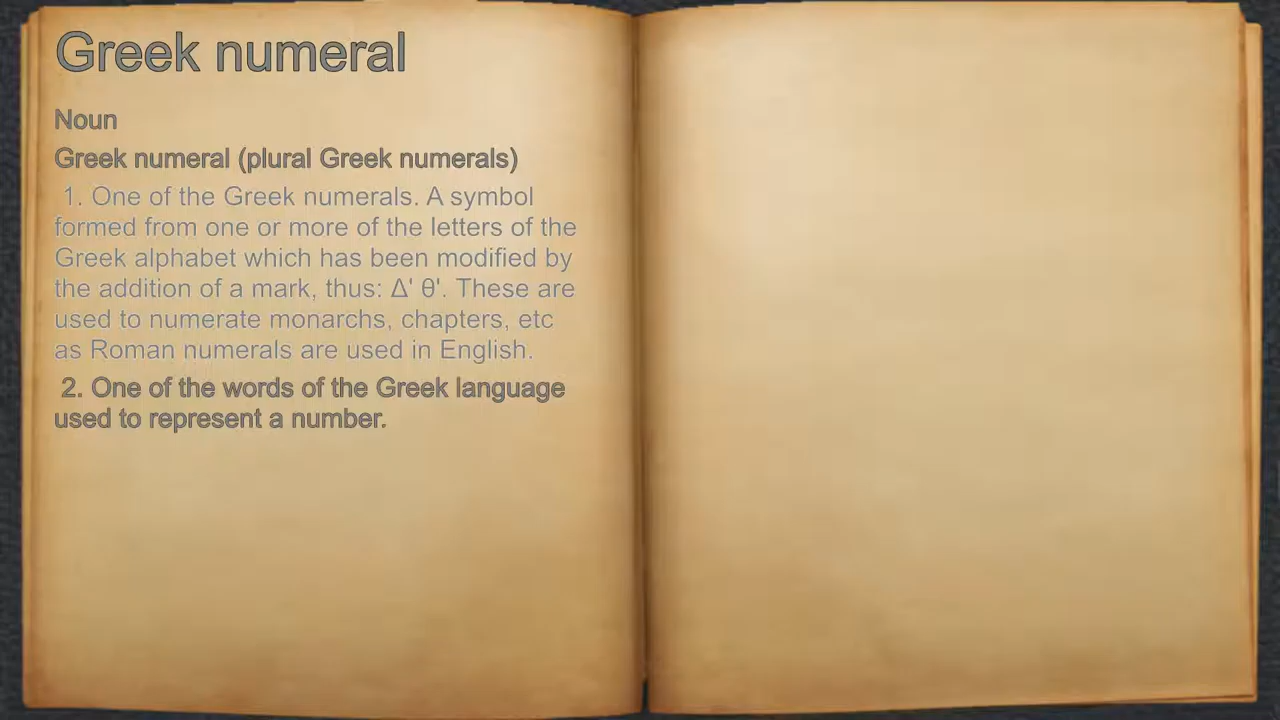 Greek numeral
Noun
Greek numeral (plural Greek numerals)
1. One of the Greek numerals. A symbol
formed from one or more of the letters of the
Greek alphabet which has been modified by
the addition of a mark, thus: Δ' θ'. These are
used to numerate monarchs, chapters, etc
as Roman numerals are used in English.
2. One of the words of the Greek language
used to represent a number.